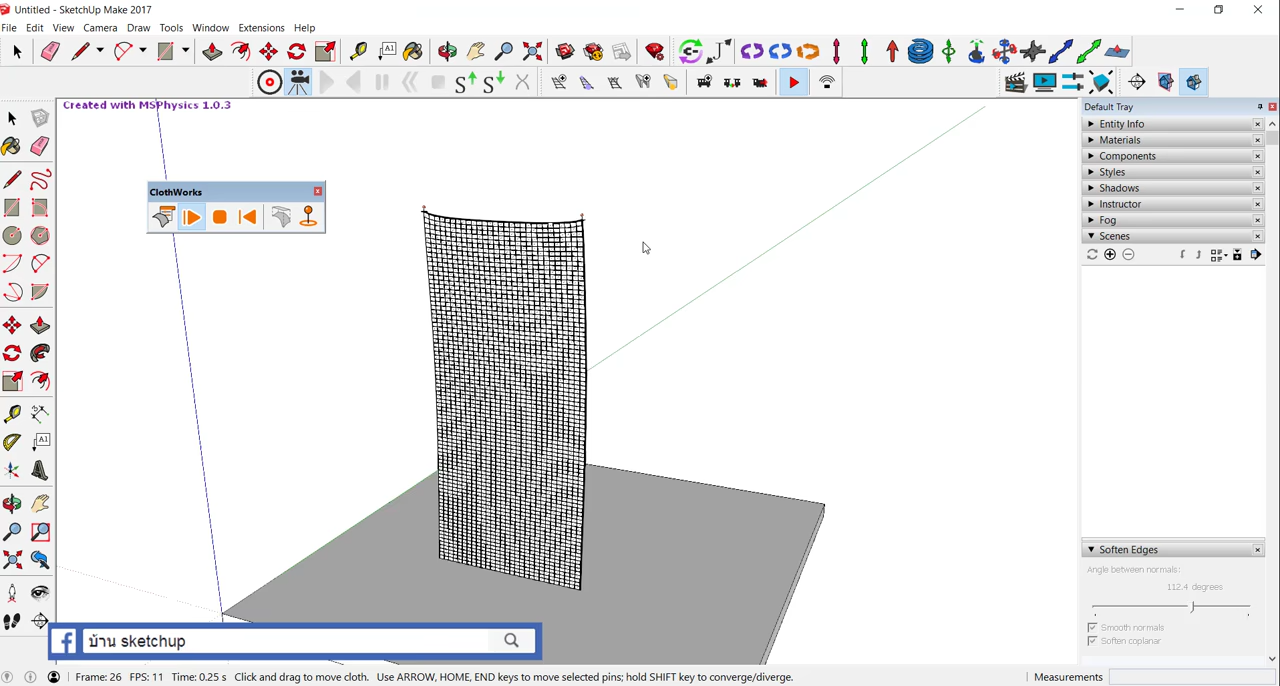 Untitled - SketchUp Make 2017
File Edit View Camera Draw Tools Window Extensions Help
Created with MSPhysics 1.0.3
Default Tray
Entity Info
Materials
Components
Styles
Shadows
Instructor
Fog
Scenes
ClothWorks
Soften Edges
Angle between normals:
112.4 degrees
Smooth normals
Soften coplanar
บ้าน sketchup
Frame: 26 FPS: 11 Time: 0.25 s Click and drag to move cloth. Use ARROW, HOME, END keys to move selected pins; hold SHIFT key to converge/diverge.
Measurements